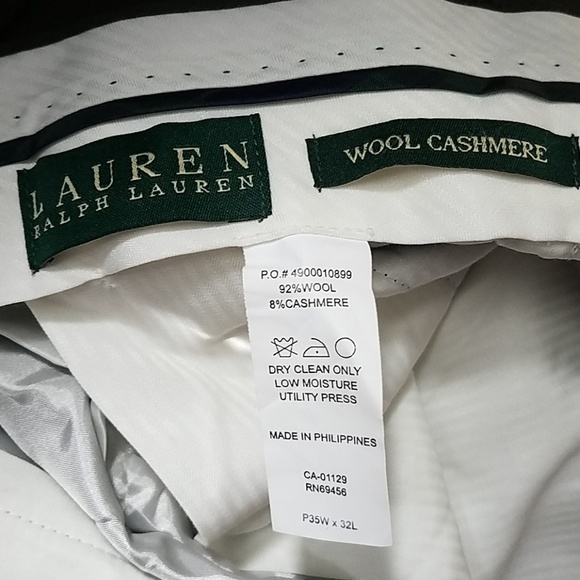 LAUREN
RALPH LAUREN
WOOL CASHMERE
P.O.# 4900010899
92%WOOL
8%CASHMERE
DRY CLEAN ONLY
LOW MOISTURE
UTILITY PRESS
MADE IN PHILIPPINES
CA-01129
RN69456
P35W x 32L